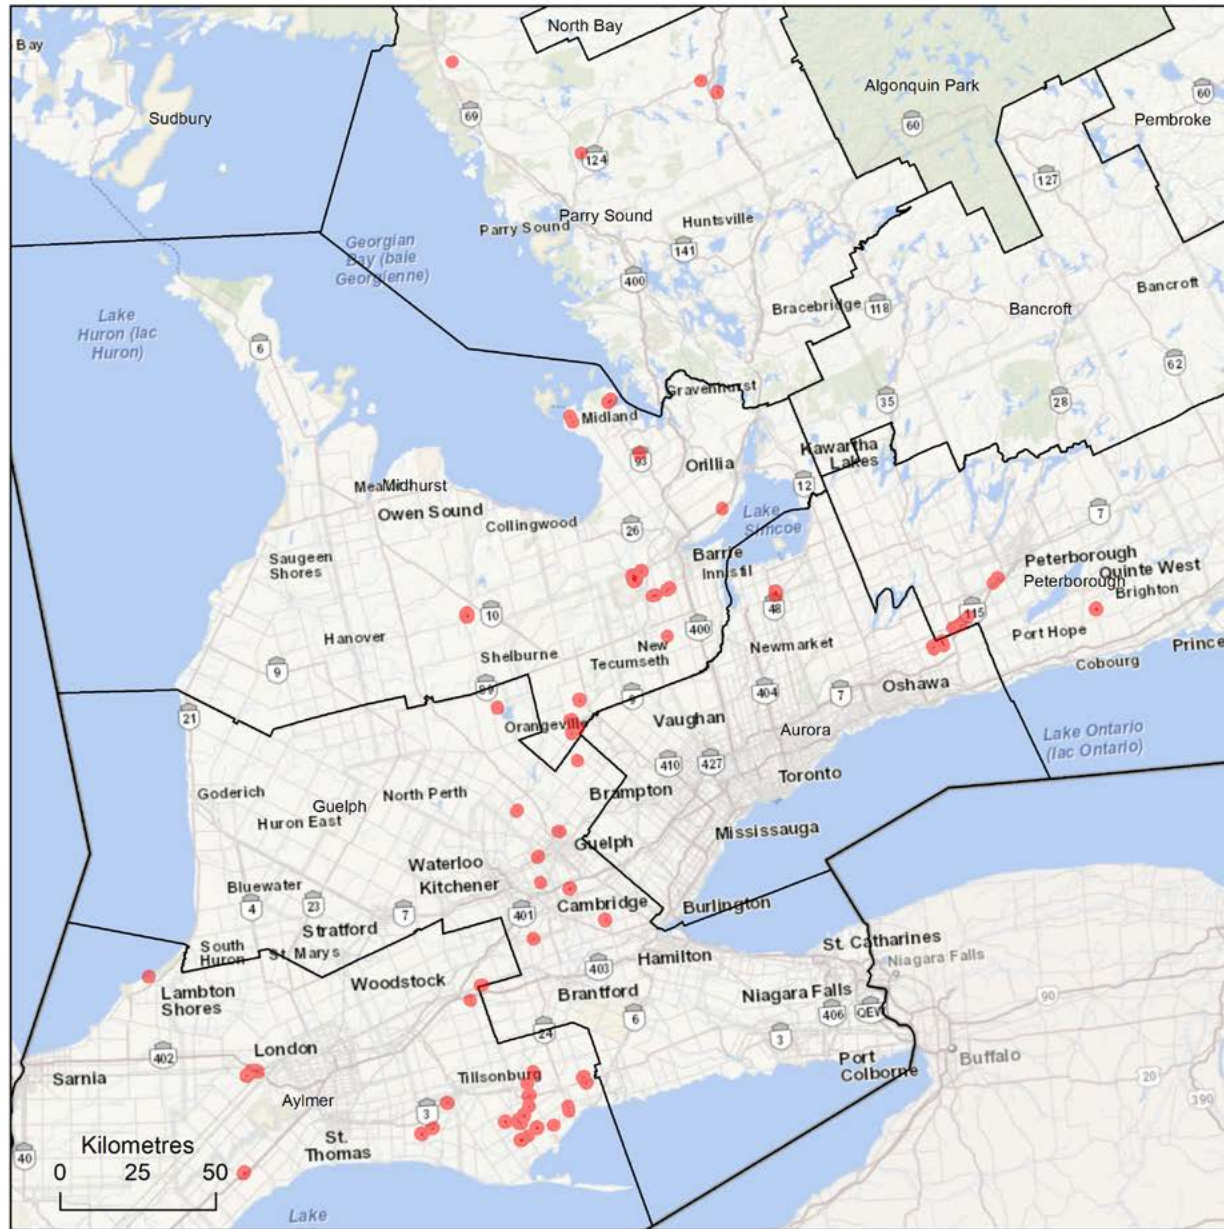 North Bay
Bay
Algonquin Park
60
Sudbury
69
60
Pembroke
124
127
Parry Sound
Parry Sound
Huntsville
Georgian
Bay (baie
Georgienne)
141
400
Bancroft
Bracebridge
118
Bancroft
Lake
Huron (lac
Huron)
6
62
Gravenhurst
35
28
Midland
Kawartha
Lakes
93
Orillia
12
Midhurst
Owen Sound
Collingwood
26
Lake
Simcoe
7
Saugeen
Shores
Barrie
Innisfil
Peterborough
Quinte West
Peterborough
Brighton
48
10
115
400
Hanover
New
Tecumseth
Newmarket
Port Hope
Prince
Shelburne
9
Cobourg
89
9
404
7
Oshawa
21
Orangeville
Vaughan
Aurora
Lake Ontario
(lac Ontario)
410
427
Toronto
Goderich
North Perth
Brampton
Guelph
Huron East
Mississauga
Guelph
Waterloo
Kitchener
Bluewater
4
23
7
401
Cambridge
Burlington
Stratford
South
Huron
St. Marys
St. Catharines
Hamilton
Niagara Falls
403
Woodstock
Lambton
Shores
Brantford
Niagara Falls
90
6
406
QEW
24
3
London
402
Port
Colborne
Buffalo
Sarnia
Tillsonburg
20
Aylmer
3
390
St.
Thomas
Kilometres
40
0 25 50
Lake